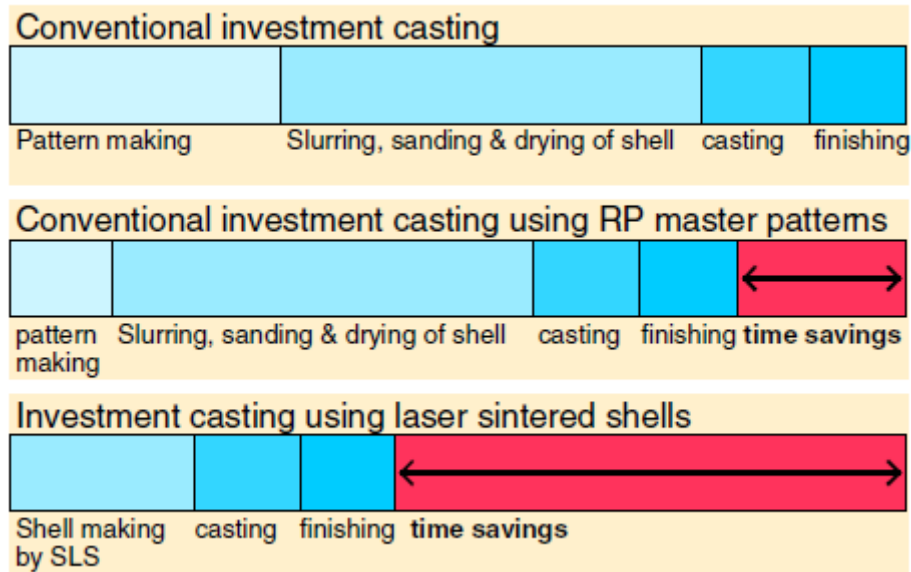 Conventional investment casting
Pattern making Slurring, sanding & drying of shell casting finishing
Conventional investment casting using RP master patterns
pattern making Slurring, sanding & drying of shell casting finishing time savings
Investment casting using laser sintered shells
Shell making by SLS casting finishing time savings